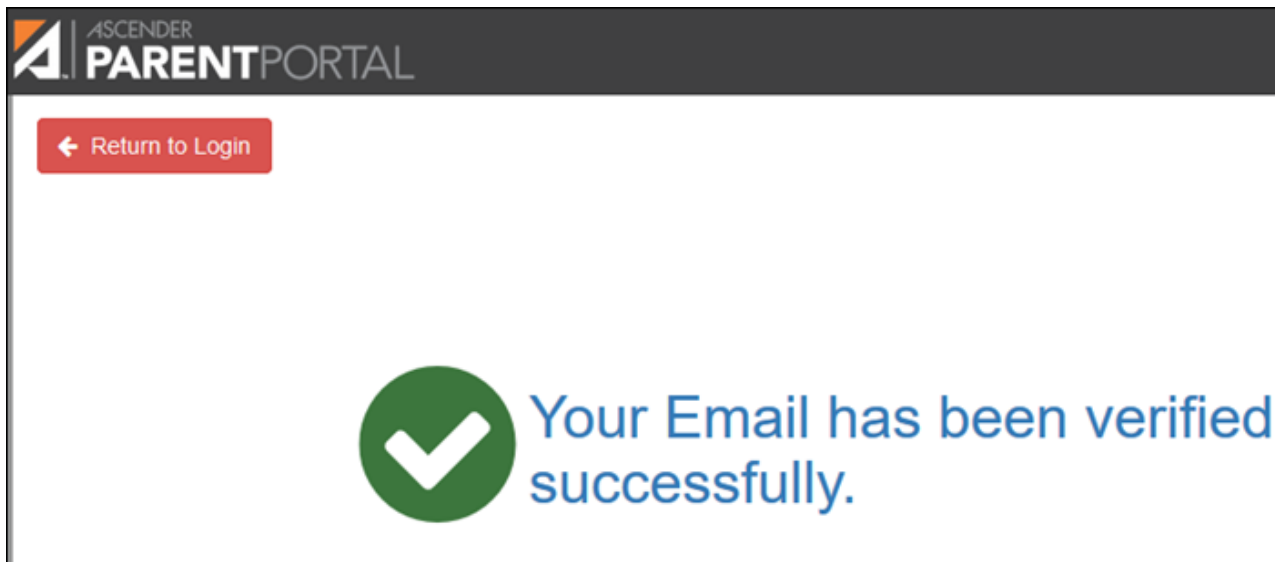 ASCENDER
PARENTPORTAL
Return to Login
Your Email has been verified
successfully.